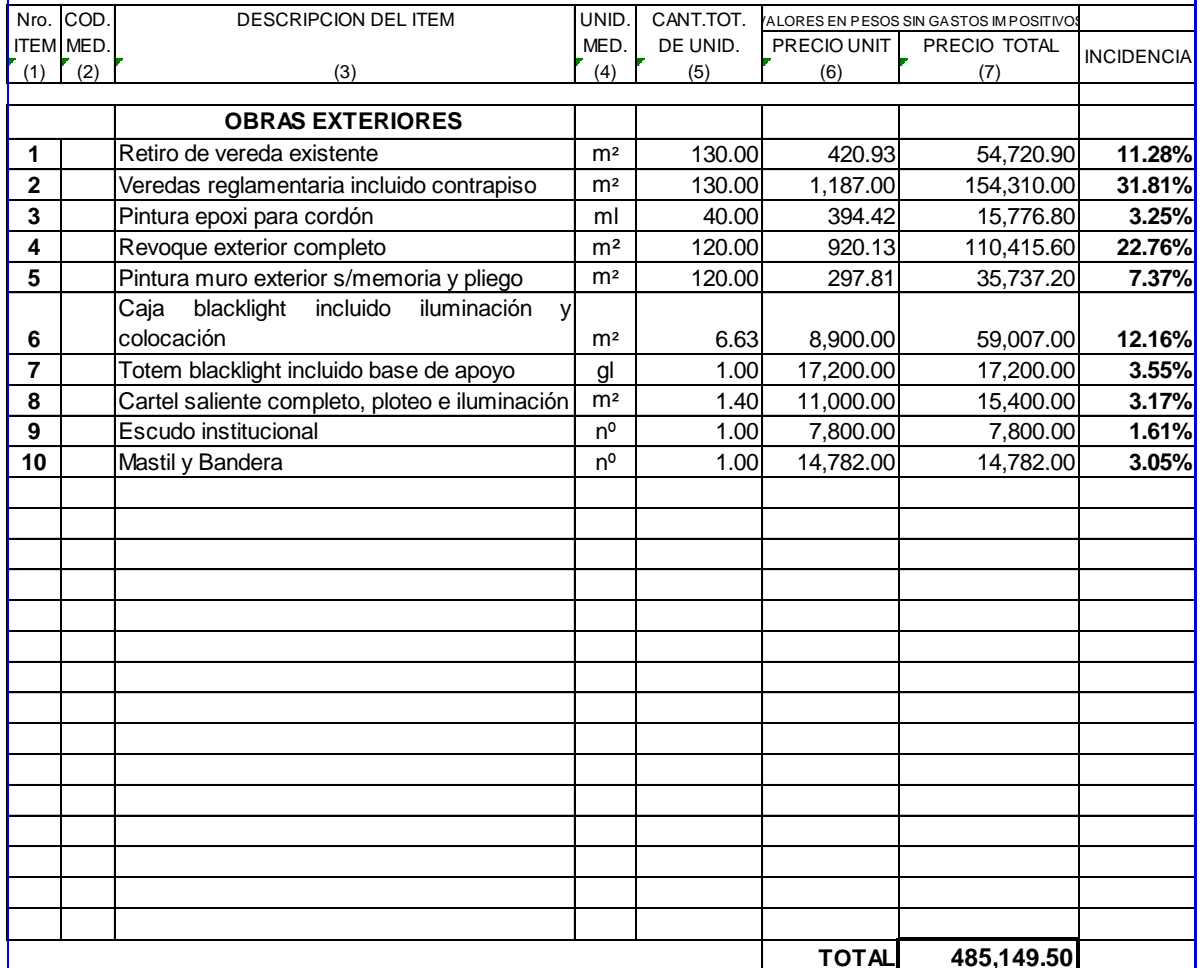 Nro. COD. DESCRIPCION DEL ITEM UNID. CANT.TOT. VALORES EN PESOS SIN GASTOS IMPOSITIVOS
ITEM MED. MED. DE UNID. PRECIO UNIT PRECIO TOTAL INCIDENCIA
(1) (2) (3) (4) (5) (6) (7)
OBRAS EXTERIORES
1 Retiro de vereda existente m² 130.00 420.93 54,720.90 11.28%
2 Veredas reglamentaria incluido contrapiso m² 130.00 1,187.00 154,310.00 31.81%
3 Pintura epoxi para cordón ml 40.00 394.42 15,776.80 3.25%
4 Revoque exterior completo m² 120.00 920.13 110,415.60 22.76%
5 Pintura muro exterior s/memoria y pliego m² 120.00 297.81 35,737.20 7.37%
Caja blacklight incluido iluminación y
6 colocación m² 6.63 8,900.00 59,007.00 12.16%
7 Totem blacklight incluido base de apoyo gl 1.00 17,200.00 17,200.00 3.55%
8 Cartel saliente completo, ploteo e iluminación m² 1.40 11,000.00 15,400.00 3.17%
9 Escudo institucional nº 1.00 7,800.00 7,800.00 1.61%
10 Mastil y Bandera nº 1.00 14,782.00 14,782.00 3.05%
TOTAL 485,149.50